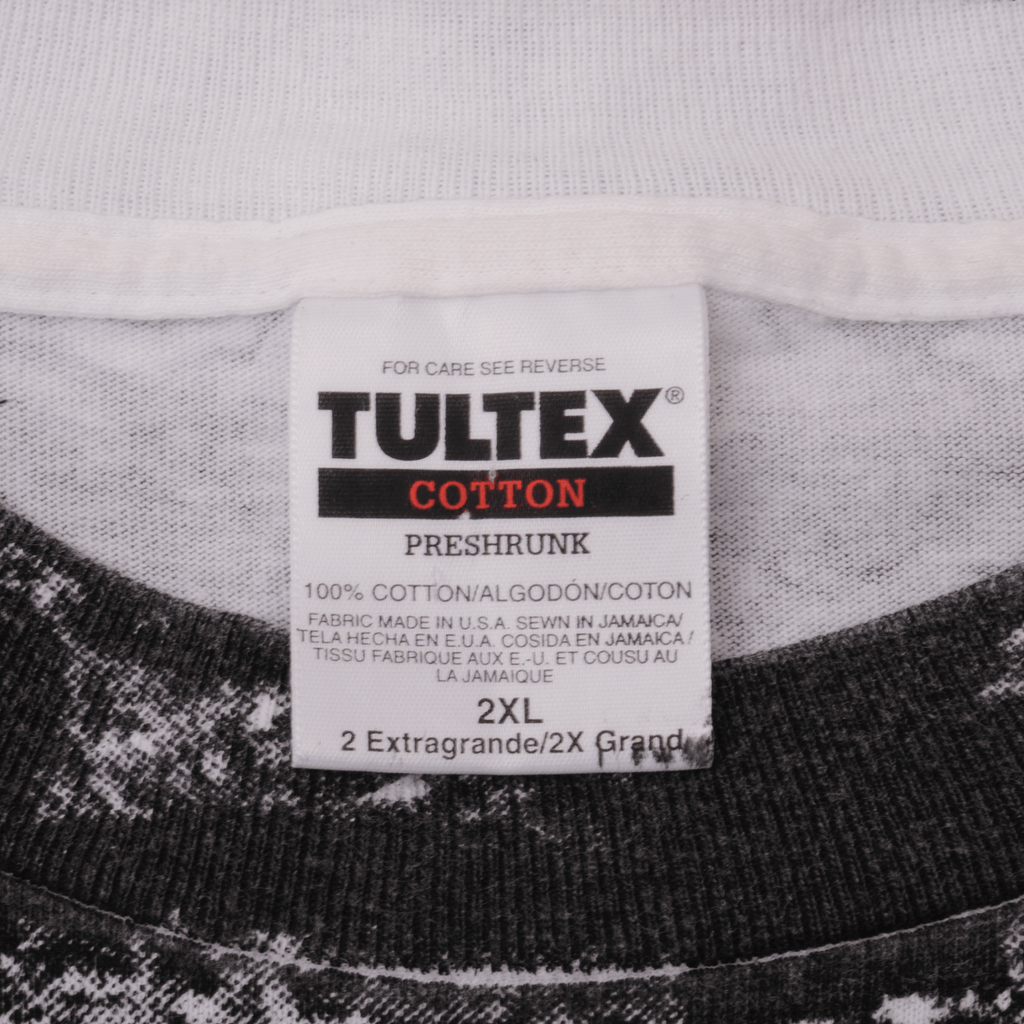 FOR CARE SEE REVERSE
TULTEX®
COTTON
PRESHRUNK
100% COTTON/ALGODÓN/COTON
FABRIC MADE IN U.S.A. SEWN IN JAMAICA/
TELA HECHA EN E.U.A. COSIDA EN JAMAICA/
TISSU FABRIQUE AUX E.-U. ET COUSU AU
LA JAMAIQUE
2XL
2 Extragrande/2X Grand